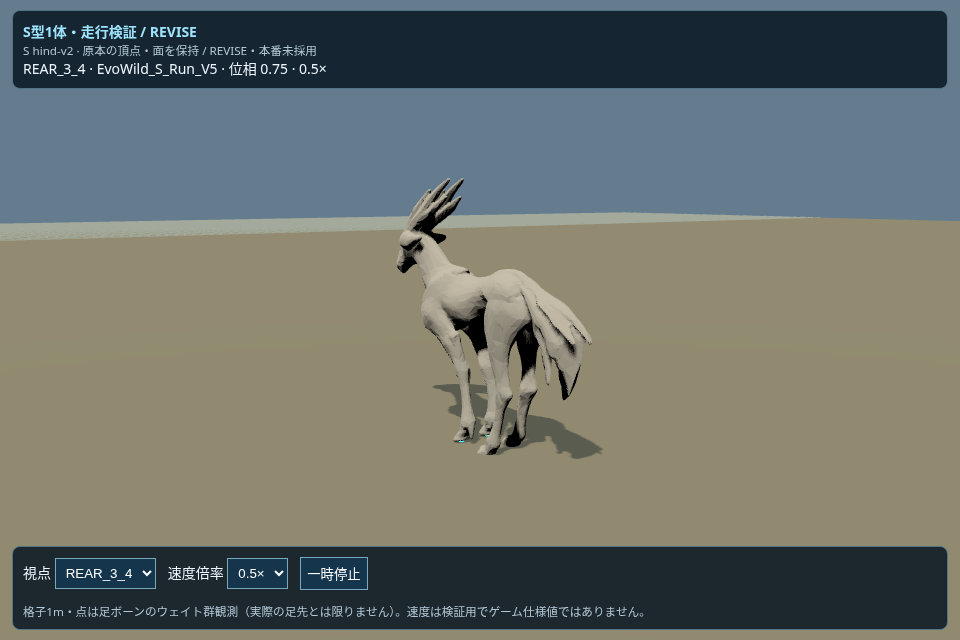 S型1体・走行検証 / REVISE
S hind-v2 · 原本の頂点・面を保持 / REVISE・本番未採用
REAR_3_4 · EvoWild_S_Run_V5 · 位相 0.75 · 0.5×
視点 REAR_3_4 速度倍率 0.5× 一時停止
格子1m・点は足ボーンのウェイト群観測（実際の足先とは限りません）。速度は検証用でゲーム仕様値ではありません。